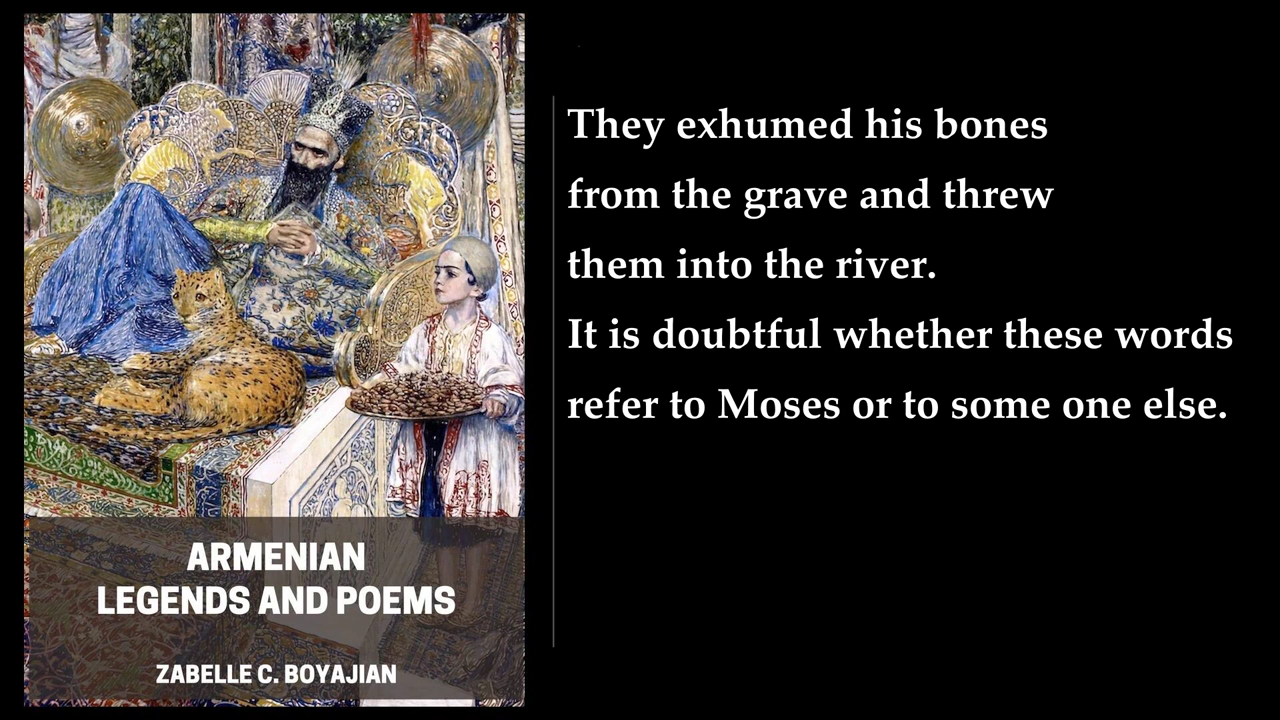 They exhumed his bones
from the grave and threw
them into the river.
It is doubtful whether these words
refer to Moses or to some one else.
ARMENIAN
LEGENDS AND POEMS
ZABELLE C. BOYAJIAN